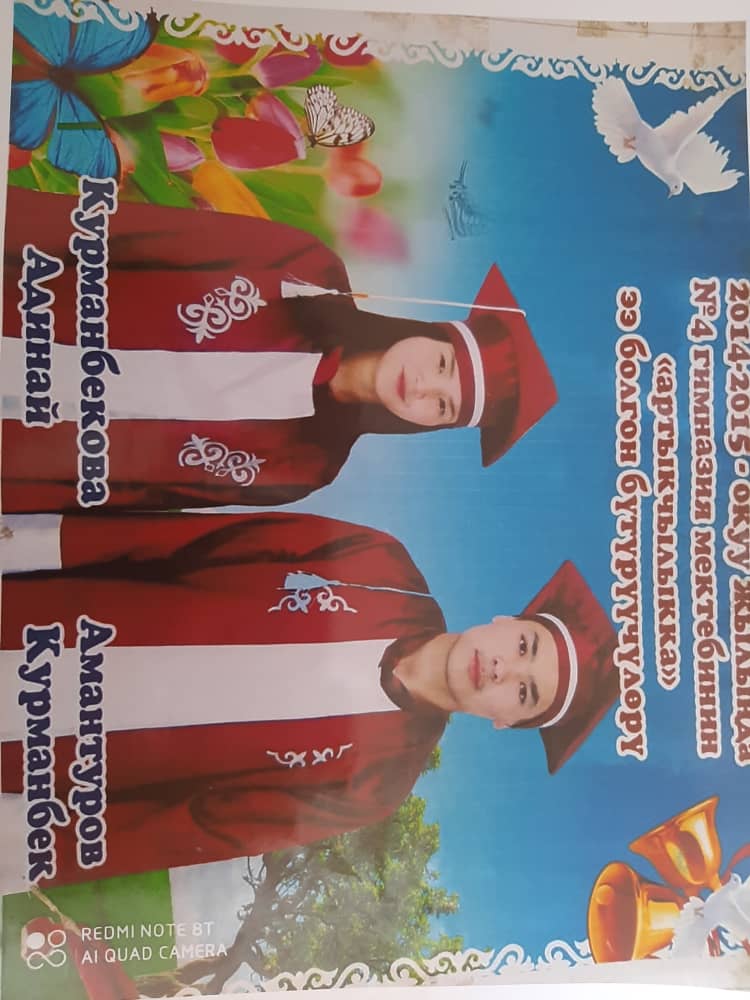 2014-2015 - окуу жылында
№4 гимназия мектебинин
«артыкчылыкка»
ээ болгон бүтүрүүчүлөрү
Курманбекова
Адинай
Амантуров
Курманбек
REDMI NOTE 8T
AI QUAD CAMERA